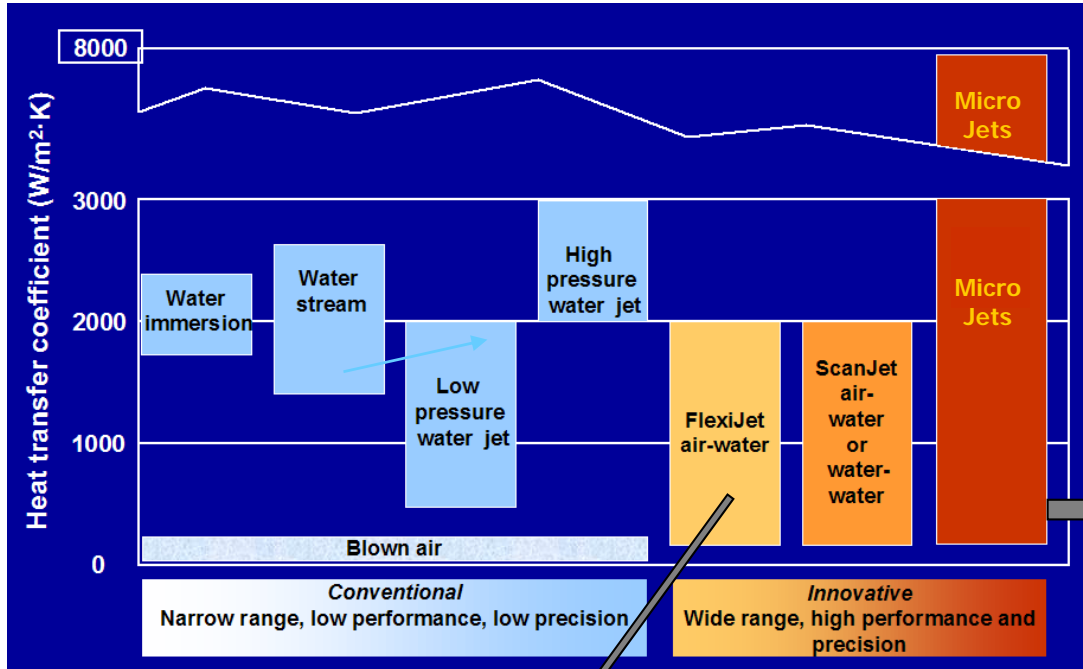 8000
Heat transfer coefficient (W/m²·K)
3000
2000
1000
0
Water
immersion
Water
stream
Low
pressure
water jet
High
pressure
water jet
Blown air
FlexiJet
air-water
ScanJet
air-
water
or
water-
water
Micro
Jets
Micro
Jets
Conventional
Narrow range, low performance, low precision
Innovative
Wide range, high performance and
precision